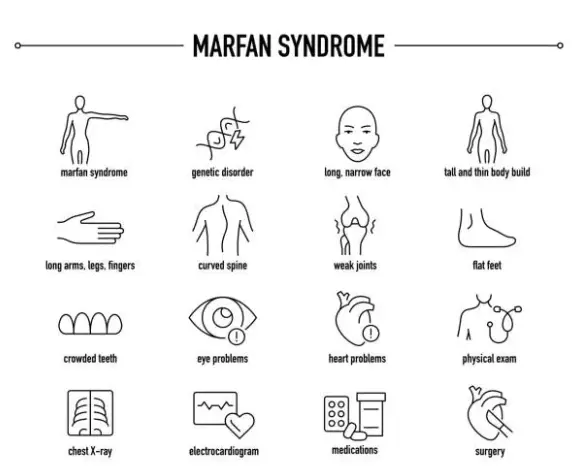 MARFAN SYNDROME
marfan syndrome
genetic disorder
long, narrow face
tall and thin body build
long arms, legs, fingers
curved spine
weak joints
flat feet
crowded teeth
eye problems
heart problems
physical exam
chest X-ray
electrocardiogram
medications
surgery